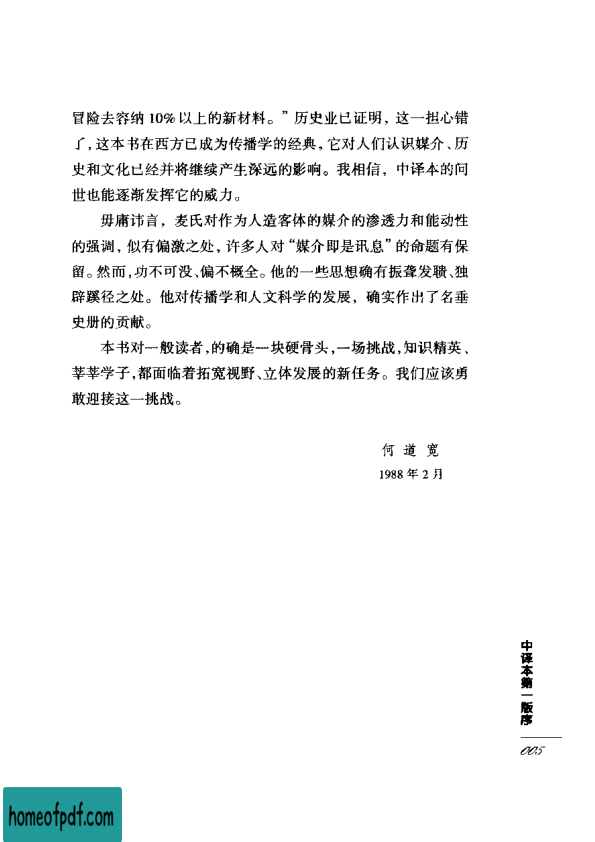 冒险去容纳10%以上的新材料。”历史业已证明，这一担心错
了，这本书在西方已成为传播学的经典，它对人们认识媒介、历
史和文化已经并将继续产生深远的影响。我相信，中译本的问
世也能逐渐发挥它的威力。
毋庸讳言，麦氏对作为人造客体的媒介的渗透力和能动性
的强调，似有偏激之处，许多人对“媒介即是讯息”的命题有保
留。然而，功不可没、偏不概全。他的一些思想确有振聋发聩、独
辟蹊径之处。他对传播学和人文科学的发展，确实作出了名垂
史册的贡献。
本书对一般读者，的确是一块硬骨头，一场挑战，知识精英、
莘莘学子，都面临着拓宽视野、立体发展的新任务。我们应该勇
敢迎接这一挑战。
何道宽
1988年2月
中译本第一版序
005
homeofpdf.com